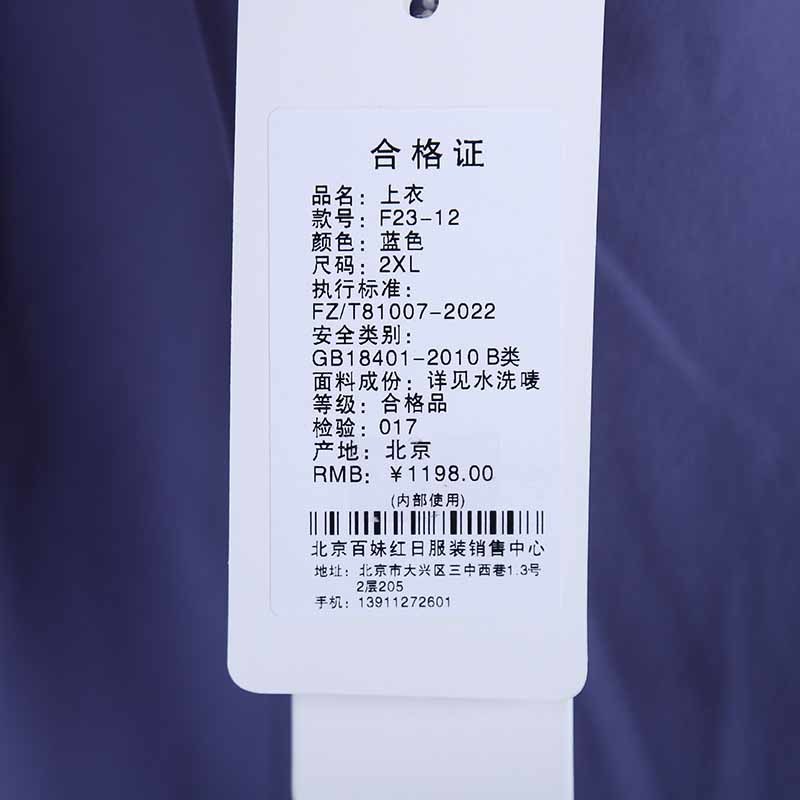 合格证
品名：上衣
款号：F23-12
颜色：蓝色
尺码：2XL
执行标准：
FZ/T81007-2022
安全类别：
GB18401-2010 B类
面料成份：详见水洗唛
等级：合格品
检验：017
产地：北京
RMB：￥1198.00
(内部使用)
北京百妹红日服装销售中心
地址：北京市大兴区三中西巷1.3号
2层205
手机：13911272601